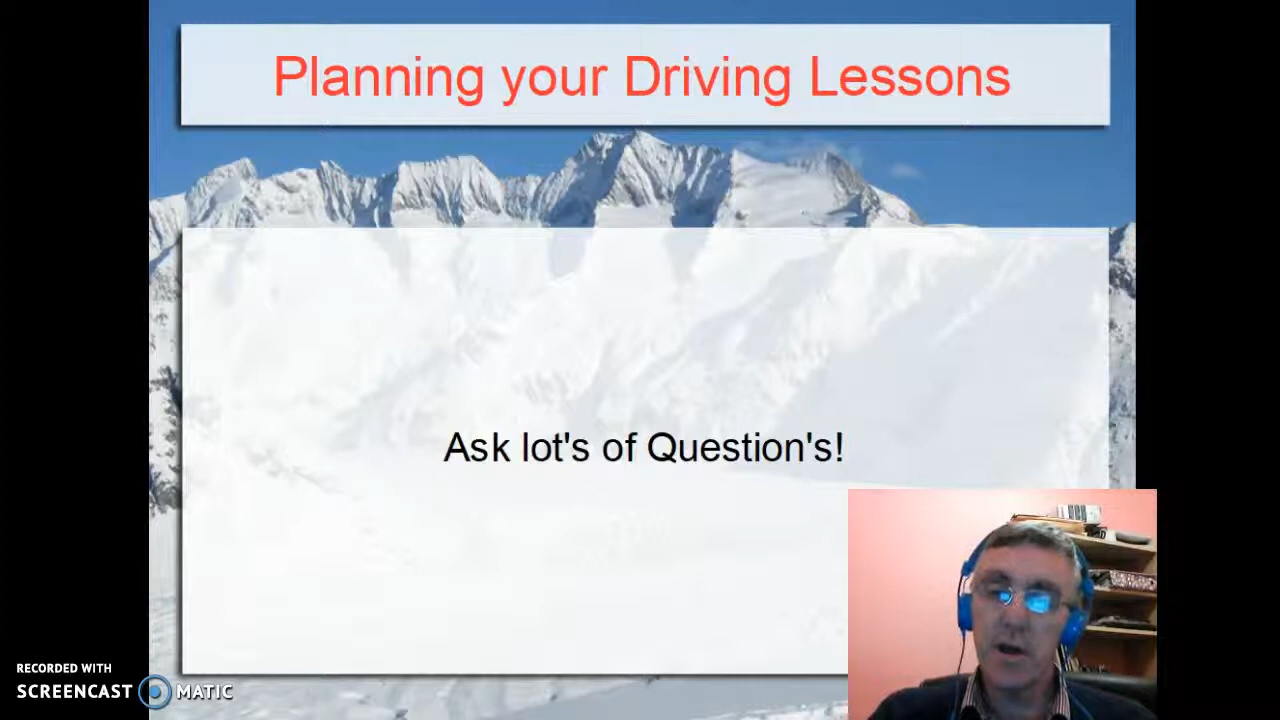 Planning your Driving Lessons
Ask lot's of Question's!
RECORDED WITH
SCREENCAST MATIC